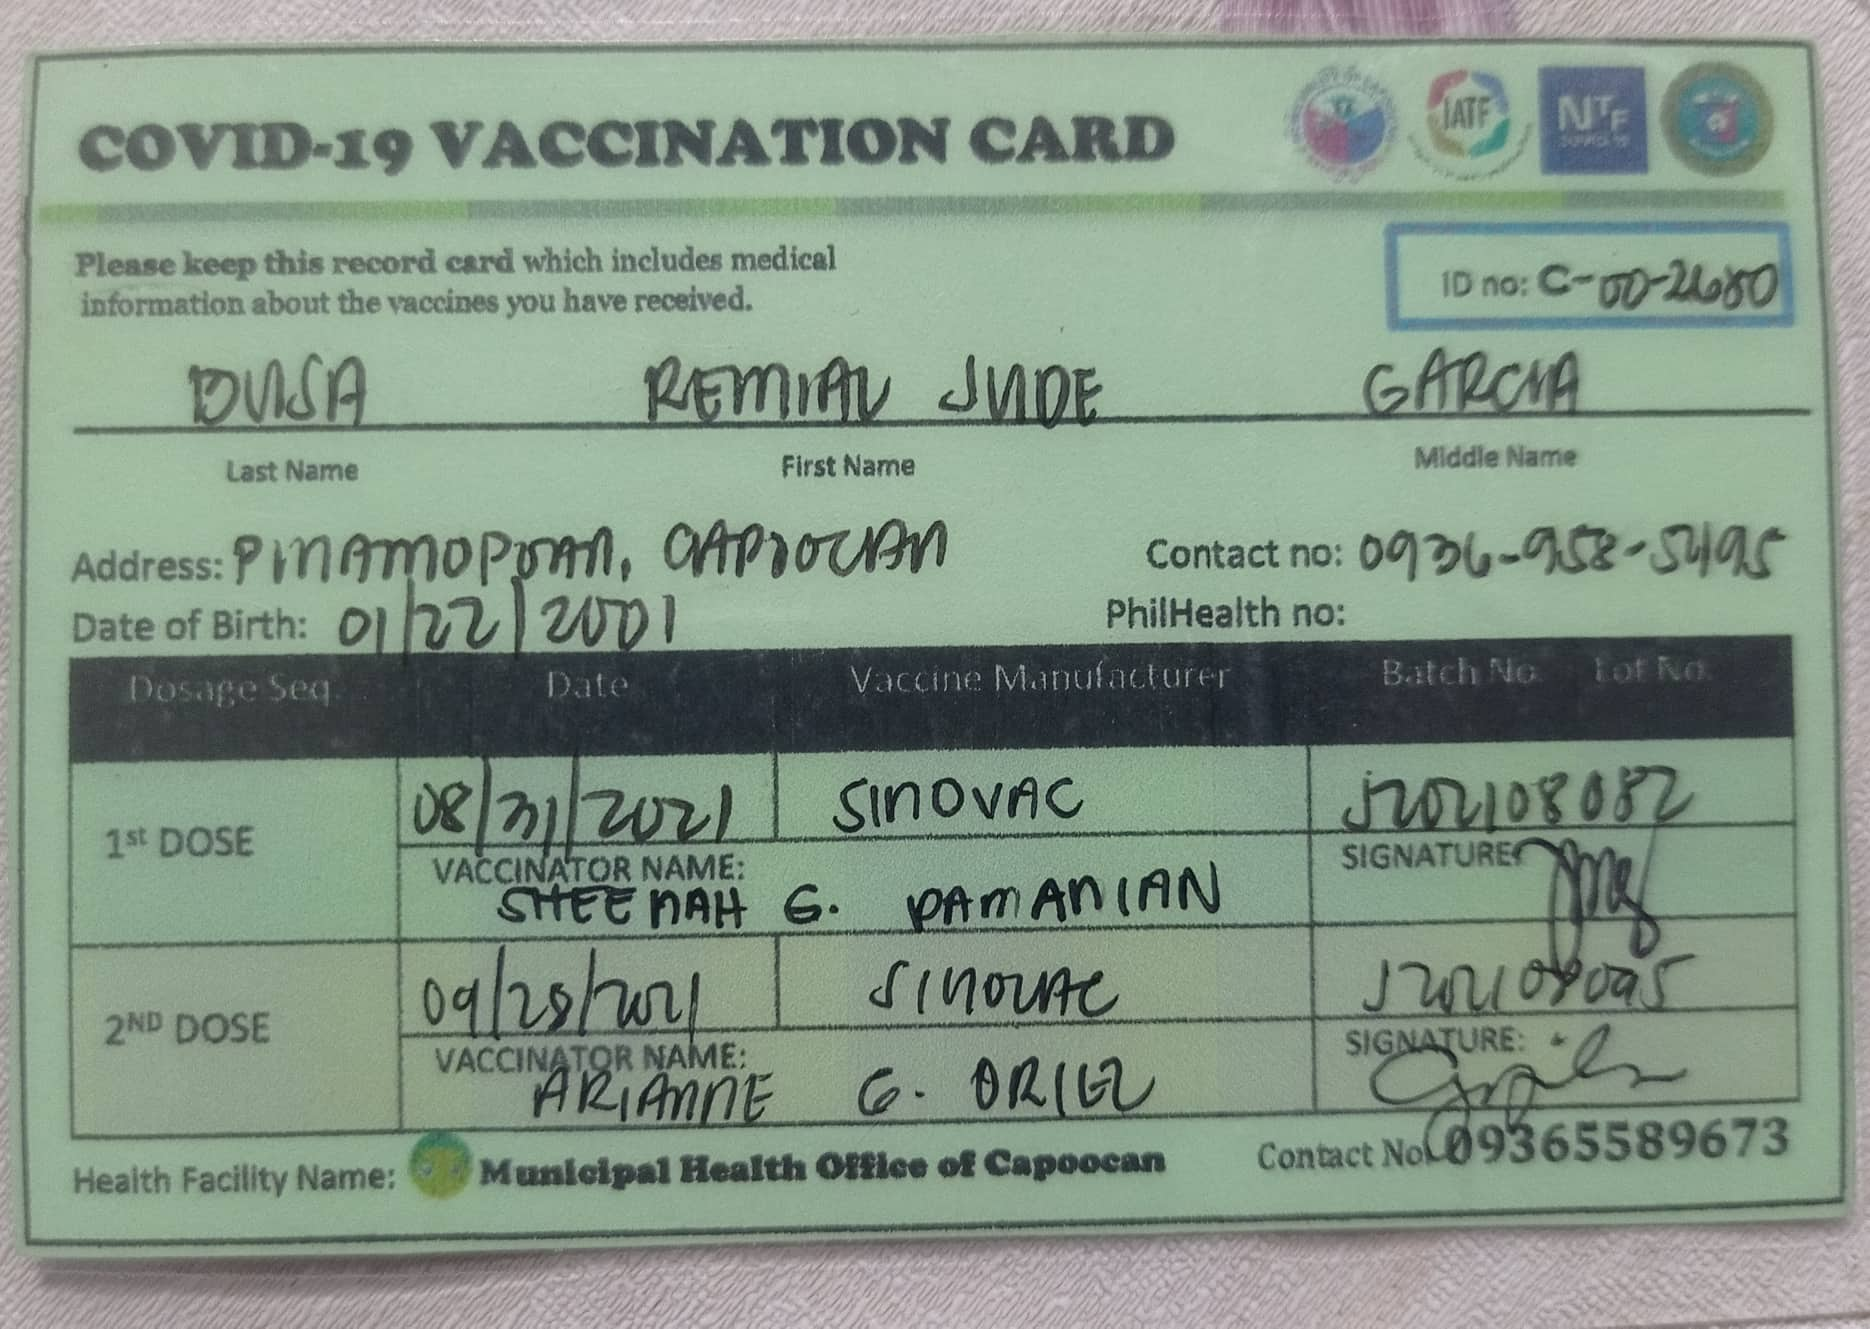 COVID-19 VACCINATION CARD
IATF
NTF
Please keep this record card which includes medical
information about the vaccines you have received.
ID no: C-00-2680
REMIAL JUDE GARCIA
Last Name First Name Middle Name
Address: PINAMOPOAN, CAPOOCAN Contact no: 0936-958-5495
Date of Birth: 01/22/2001 PhilHealth no:
Dosage Seq. Date Vaccine Manufacturer Batch No. Lot No.
1st DOSE 08/31/2021 SINOVAC J202108082
VACCINATOR NAME: SIGNATURE:
SHEENAH G. DAMANIAN
2ND DOSE 09/28/2021 SINOVAC J202108095
VACCINATOR NAME: SIGNATURE:
ARIANNE G. ORIEL
Health Facility Name: Municipal Health Office of Capoocan Contact No. 09365589673